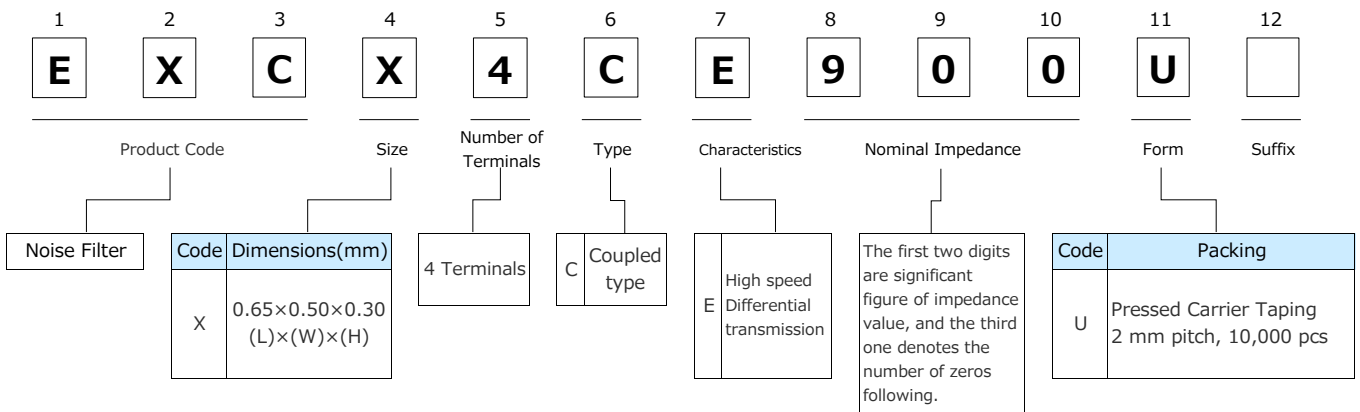 1 2 3 4 5 6 7 8 9 10 11 12
E X C X 4 C E 9 0 0 U
Product Code Size Number of Terminals Type Characteristics Nominal Impedance Form Suffix
Noise Filter
Code Dimensions(mm)
X 0.65×0.50×0.30
(L)×(W)×(H)
4 Terminals
C Coupled
type
E High speed
Differential
transmission
The first two digits
are significant
figure of impedance
value, and the third
one denotes the
number of zeros
following.
Code Packing
U Pressed Carrier Taping
2 mm pitch, 10,000 pcs